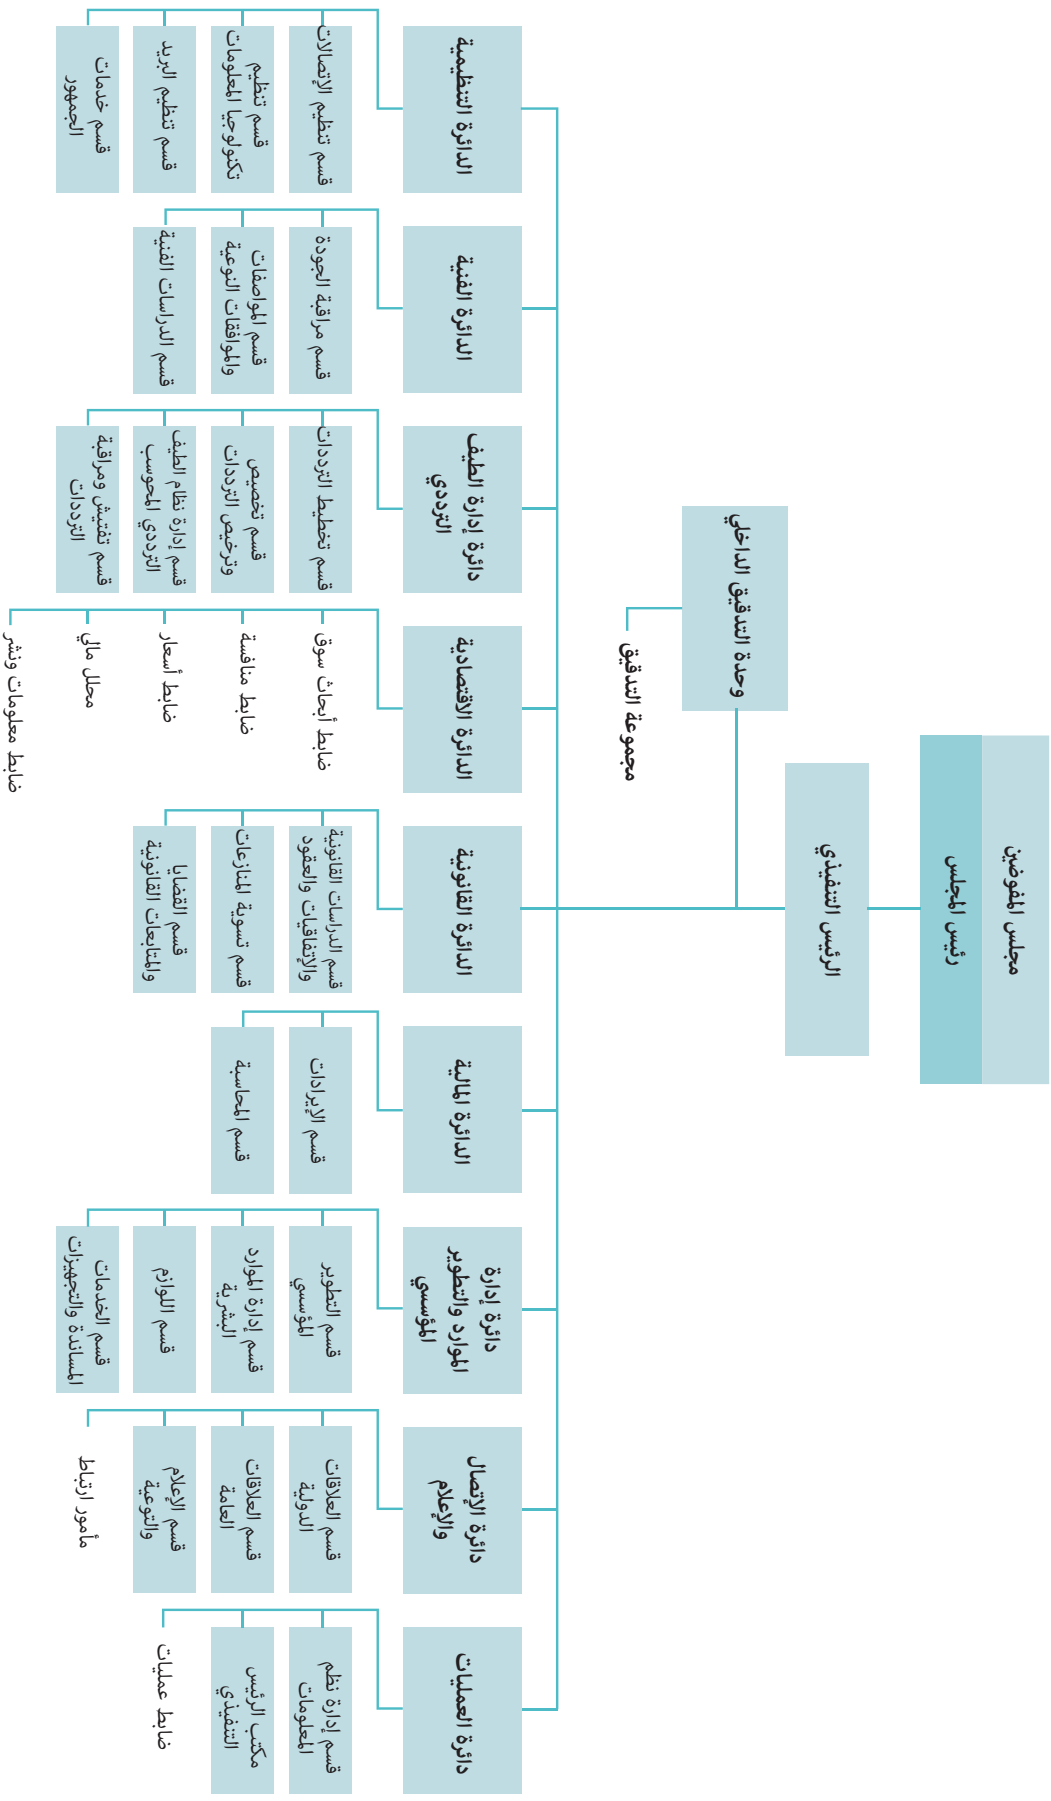 مجلس المفوضين
رئيس المجلس
الرئيس التنفيذي
وحدة التدقيق الداخلي
مجموعة التدقيق
الدائرة التنظيمية
قسم تنظيم الإتصالات
قسم تنظيم
تكنولوجيا المعلومات
قسم تنظيم البريد
قسم خدمات
الجمهور
الدائرة الفنية
قسم مراقبة الجودة
قسم المواصفات
والموافقات النوعية
قسم الدراسات الفنية
دائرة إدارة الطيف
الترددي
قسم تخطيط الترددات
قسم تخصيص
وترخيص الترددات
قسم إدارة نظام الطيف
الترددي المحوسب
قسم تفتيش ومراقبة
الترددات
الدائرة الاقتصادية
ضابط أبحاث سوق
ضابط منافسة
ضابط أسعار
محلل مالي
ضابط معلومات ونشر
الدائرة القانونية
قسم الدراسات القانونية
والإتفاقيات والعقود
قسم تسوية المنازعات
قسم القضايا
والمتابعات القانونية
الدائرة المالية
قسم الإيرادات
قسم المحاسبة
دائرة إدارة
الموارد والتطوير
المؤسسي
قسم التطوير
المؤسسي
قسم إدارة الموارد
البشرية
قسم اللوازم
قسم الخدمات
المساندة والتجهيزات
دائرة الإتصال
والإعلام
قسم العلاقات
الدولية
قسم العلاقات
العامة
قسم الإعلام
والتوعية
مأمور ارتباط
دائرة العمليات
قسم إدارة نظم
المعلومات
مكتب الرئيس
التنفيذي
ضابط عمليات